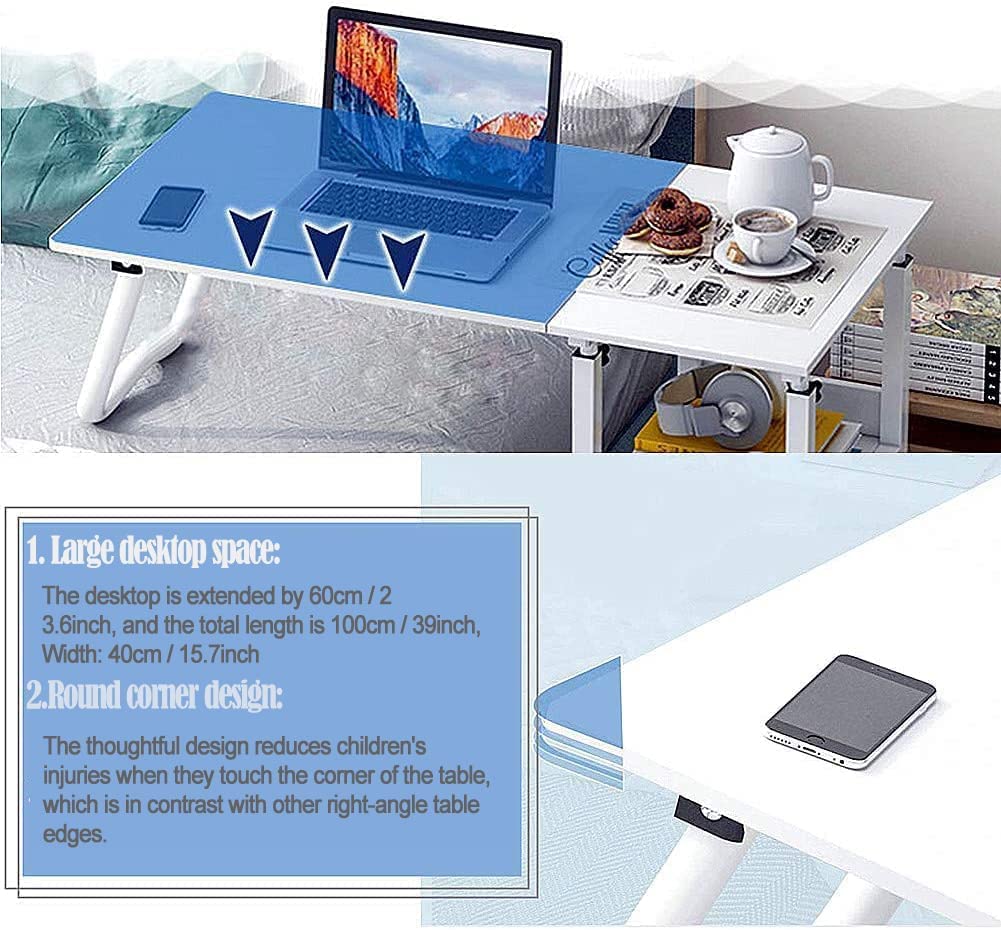 1. Large desktop space:
The desktop is extended by 60cm / 2
3.6inch, and the total length is 100cm / 39inch,
Width: 40cm / 15.7inch
2.Round corner design:
The thoughtful design reduces children's
injuries when they touch the corner of the table,
which is in contrast with other right-angle table
edges.